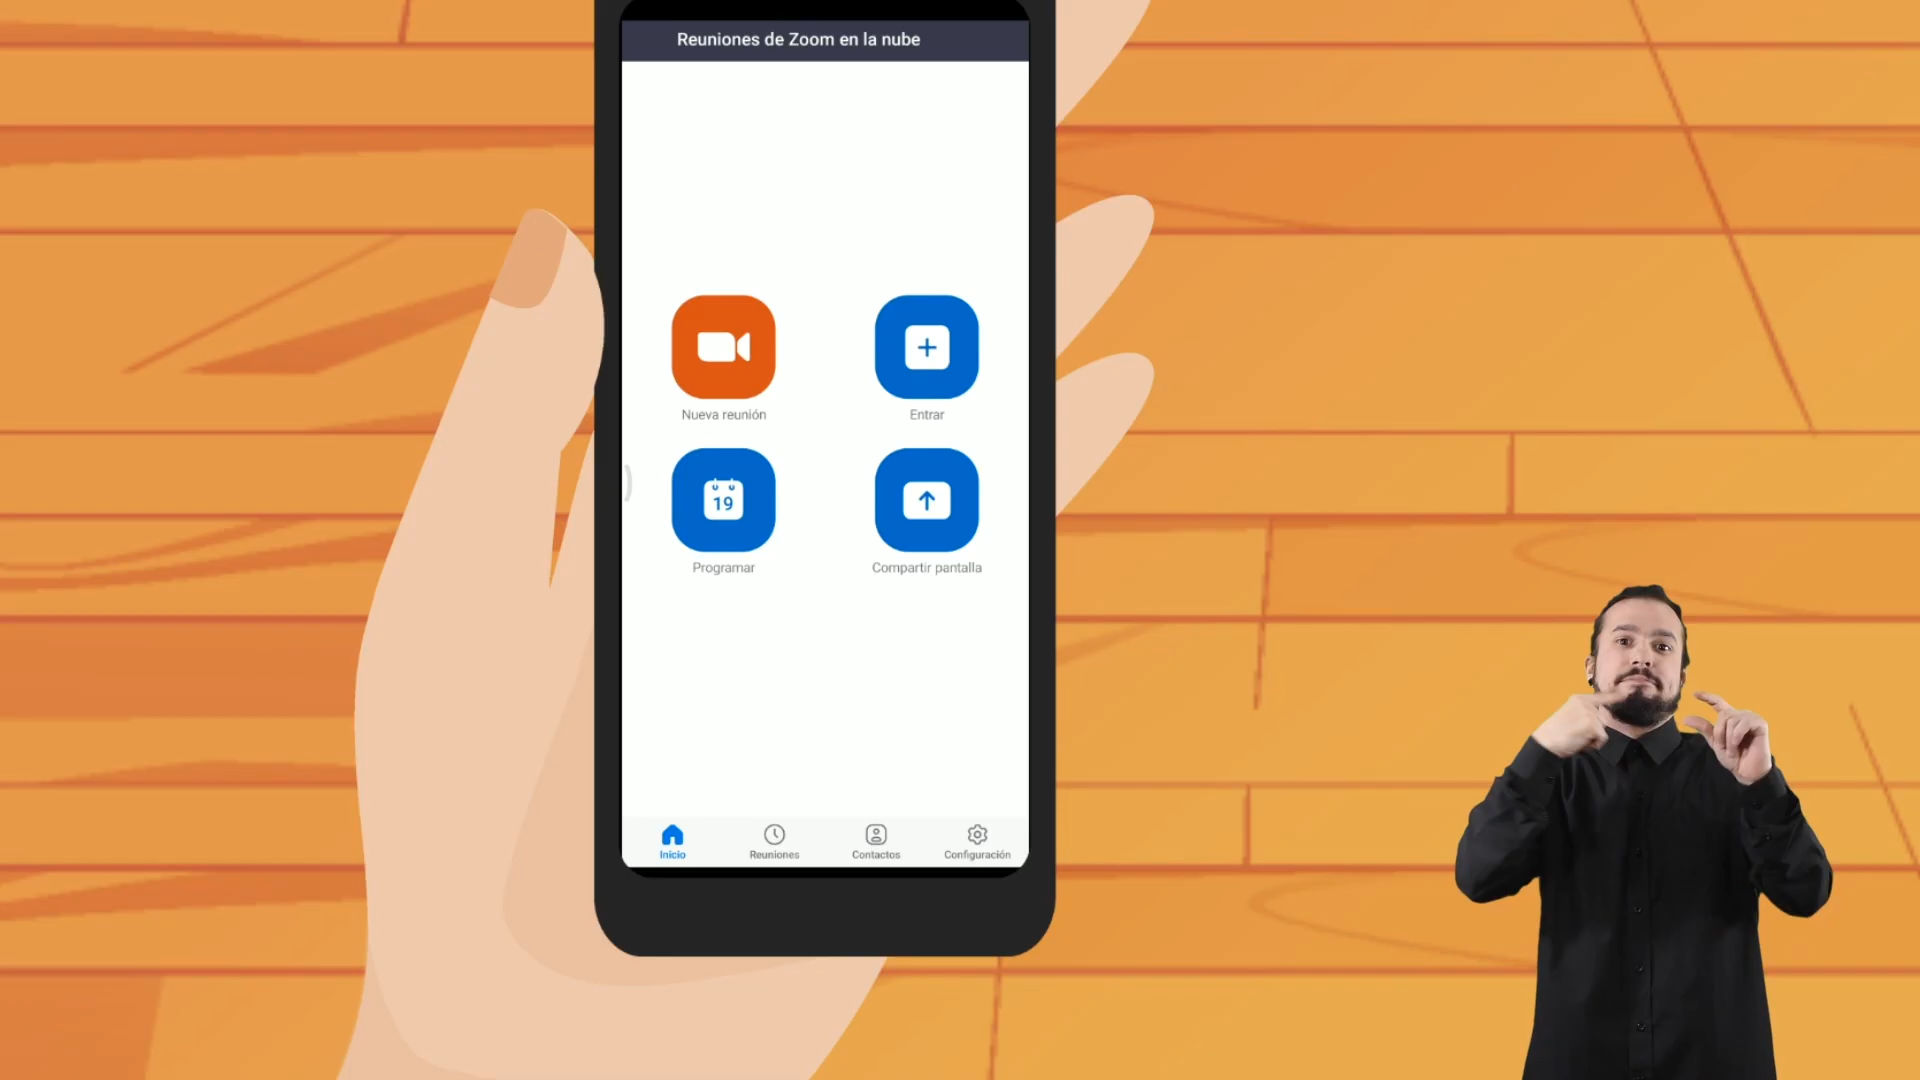 Reuniones de Zoom en la nube
Nueva reunión
Entrar
19
Programar
Compartir pantalla
Inicio
Reuniones
Contactos
Configuración